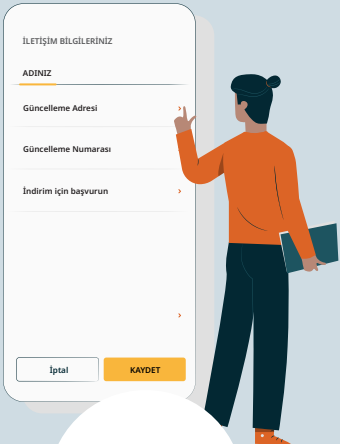 İLETİŞİM BİLGİLERİNİZ
ADINIZ
Güncelleme Adresi
Güncelleme Numarası
İndirim için başvurun
İptal
KAYDET